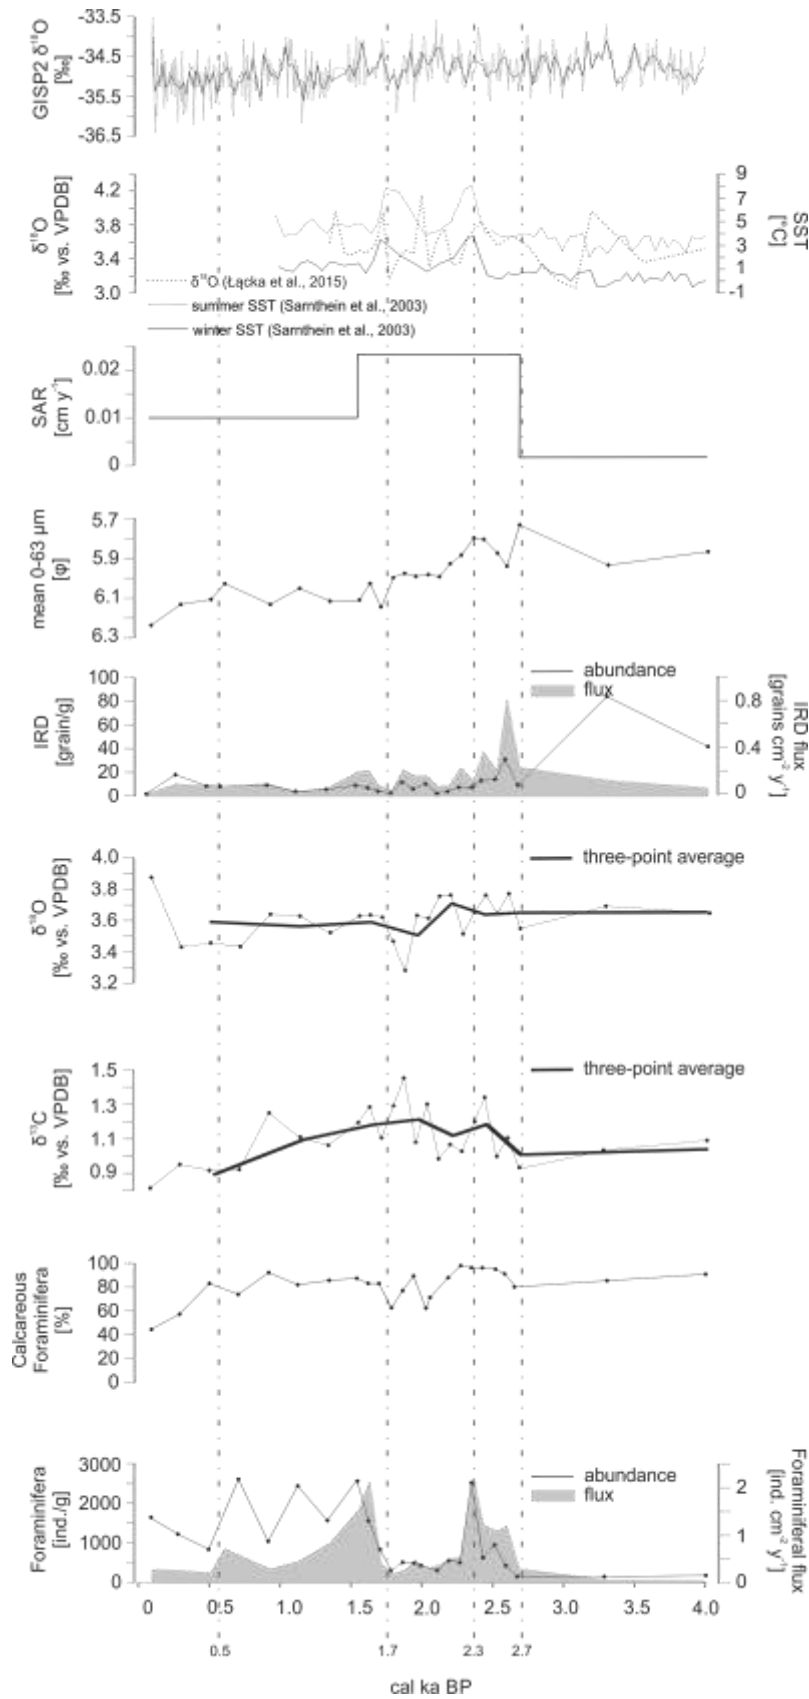 GISP2 δ¹⁸O
[‰]
-33.5
-34.5
-35.5
-36.5
δ¹⁸O
[‰ vs. VPDB]
4.2
3.8
3.4
3.0
9
7
5
3
1
-1
SST
[°C]
δ¹⁸O (Łącka et al., 2015)
summer SST (Sarnthein et al., 2003)
winter SST (Sarnthein et al., 2003)
SAR
[cm y⁻¹]
0.02
0.01
0
mean 0-63 µm
[φ]
5.7
5.9
6.1
6.3
IRD
[grain/g]
100
80
60
40
20
0
abundance
flux
0.8
0.4
0
IRD flux
[grains cm⁻² y⁻¹]
δ¹⁸O
[‰ vs. VPDB]
4.0
3.8
3.6
3.4
3.2
three-point average
δ¹³C
[‰ vs. VPDB]
1.5
1.3
1.1
0.9
three-point average
Calcareous
Foraminifera
[%]
100
80
60
40
20
0
Foraminifera
[ind./g]
3000
2000
1000
0
abundance
flux
2
1
0
Foraminiferal flux
[ind. cm⁻² y⁻¹]
0 0.5 1.0 1.5 2.0 2.5 3.0 3.5 4.0
0.5 1.7 2.3 2.7
cal ka BP